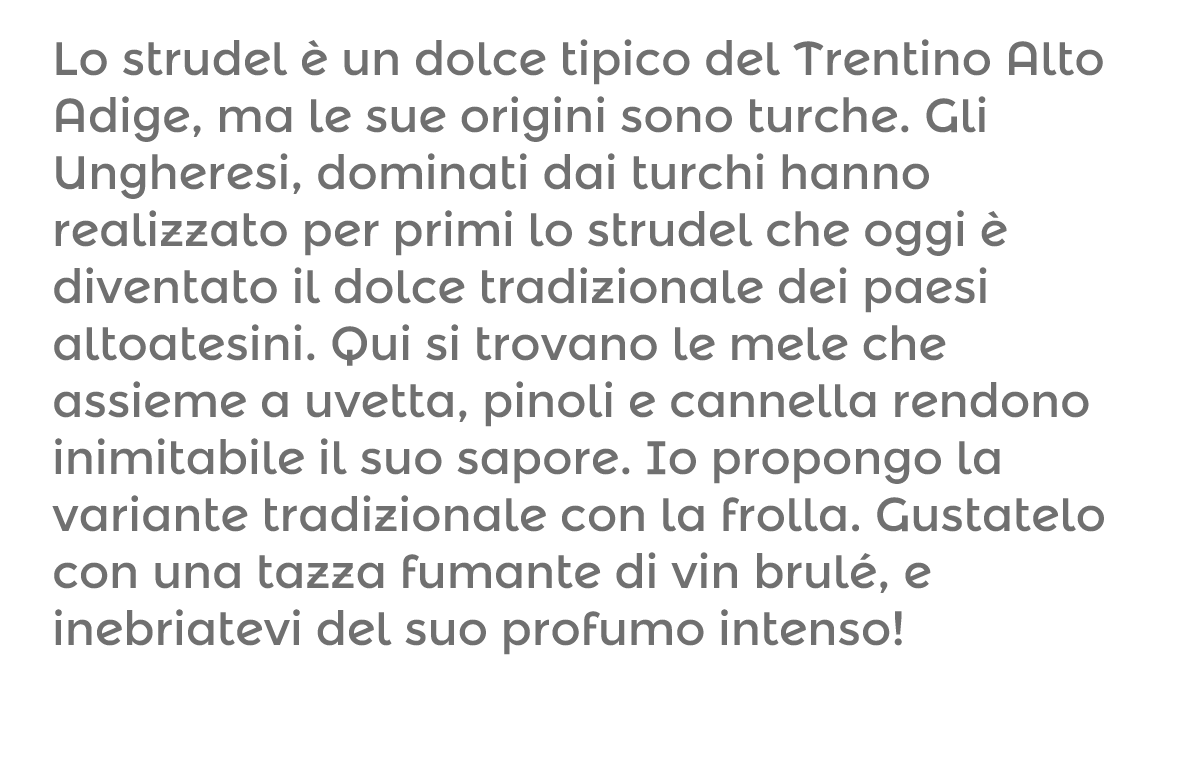 Lo strudel è un dolce tipico del Trentino Alto
Adige, ma le sue origini sono turche. Gli
Ungheresi, dominati dai turchi hanno
realizzato per primi lo strudel che oggi è
diventato il dolce tradizionale dei paesi
altoatesini. Qui si trovano le mele che
assieme a uvetta, pinoli e cannella rendono
inimitabile il suo sapore. Io propongo la
variante tradizionale con la frolla. Gustatelo
con una tazza fumante di vin brulé, e
inebriatevi del suo profumo intenso!